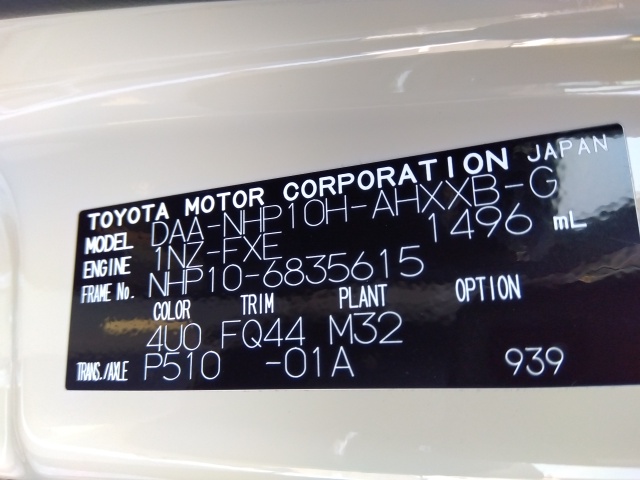 TOYOTA MOTOR CORPORATION JAPAN
MODEL DAA-NHP10H-AHXXB-G
ENGINE 1NZ-FXE 1496 mL
FRAME No. NHP10-6835615
COLOR TRIM PLANT OPTION
4U0 FQ44 M32
TRANS./AXLE P510 -01A 939